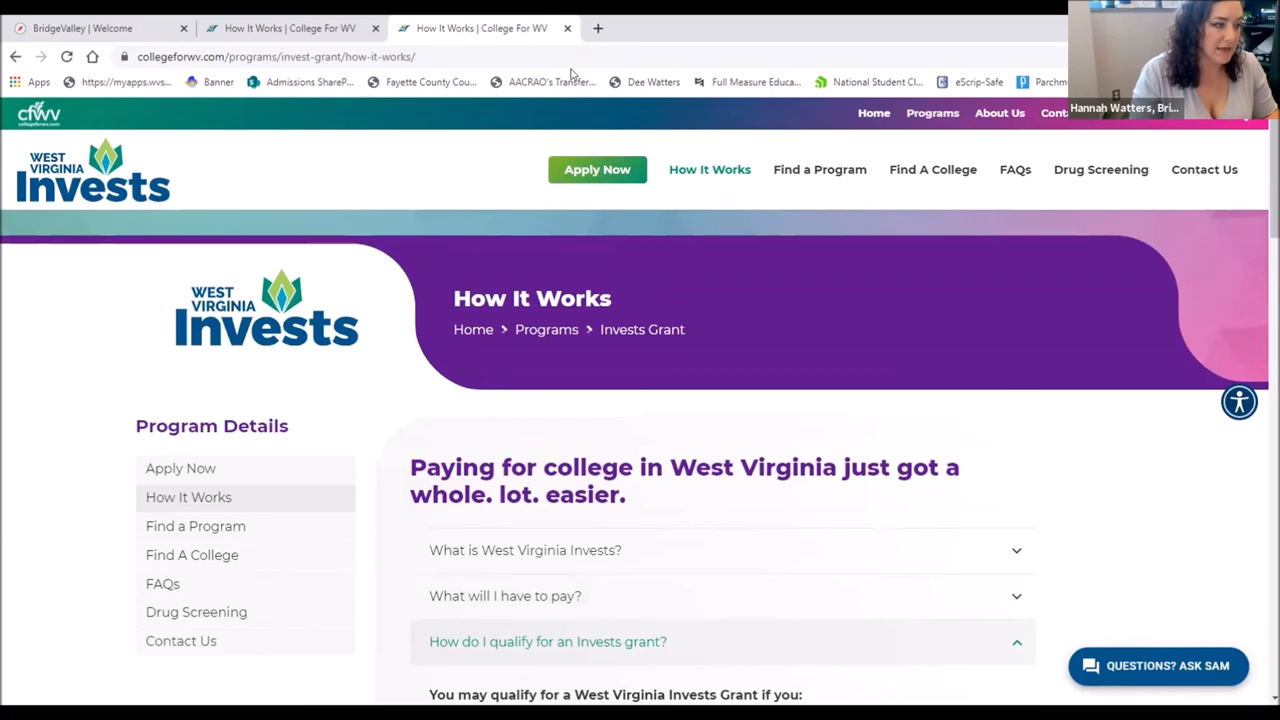 BridgeValley | Welcome
How It Works | College For WV
How It Works | College For WV
collegeforwv.com/programs/invest-grant/how-it-works/
Apps
https://myapps.wvs...
Banner
Admissions ShareP...
Fayette County Cou...
AACRAO's Transfer...
Dee Watters
Full Measure Educa...
National Student Cl...
eScrip-Safe
Parchm
Hannah Watters, Bri...
cfwv
collegeforwv.com
Home
Programs
About Us
Cont
WEST
VIRGINIA
Invests
Apply Now
How It Works
Find a Program
Find A College
FAQs
Drug Screening
Contact Us
WEST
VIRGINIA
Invests
How It Works
Home > Programs > Invests Grant
Program Details
Apply Now
How It Works
Find a Program
Find A College
FAQs
Drug Screening
Contact Us
Paying for college in West Virginia just got a
whole. lot. easier.
What is West Virginia Invests?
What will I have to pay?
How do I qualify for an Invests grant?
You may qualify for a West Virginia Invests Grant if you:
QUESTIONS? ASK SAM